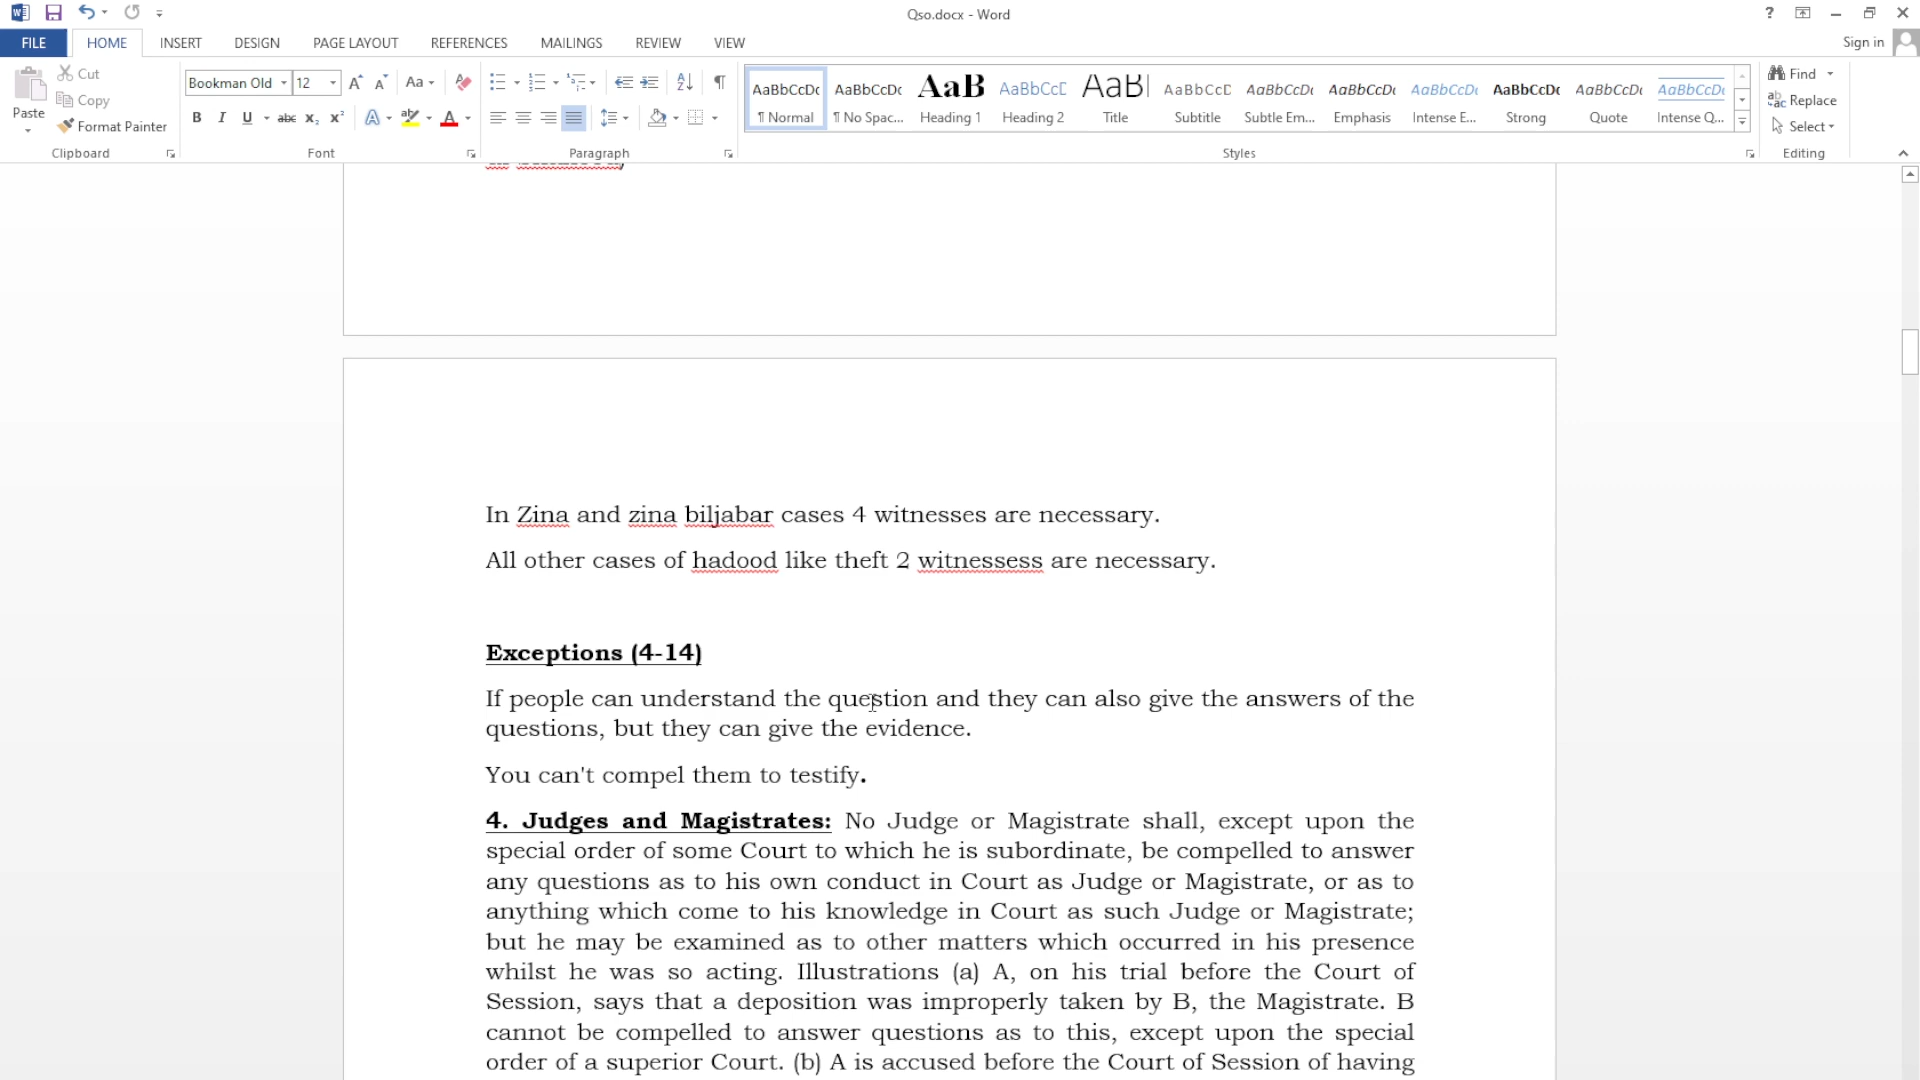 Qso.docx - Word
FILE HOME INSERT DESIGN PAGE LAYOUT REFERENCES MAILINGS REVIEW VIEW Sign in
Paste Cut Copy Format Painter Clipboard
Bookman Old 12 Aa Font
Paragraph
AaBbCcDc AaBbCcDc AaB AaBbCcC AaB AaBbCcD AaBbCcDc AaBbCcDc AaBbCcDc AaBbCcDc AaBbCcDc AaBbCcDc
¶ Normal ¶ No Spac... Heading 1 Heading 2 Title Subtitle Subtle Em... Emphasis Intense E... Strong Quote Intense Q...
Styles
Find
Replace
Select
Editing
In Zina and zina biljabar cases 4 witnesses are necessary.
All other cases of hadood like theft 2 witnessess are necessary.
Exceptions (4-14)
If people can understand the question and they can also give the answers of the
questions, but they can give the evidence.
You can't compel them to testify.
4. Judges and Magistrates: No Judge or Magistrate shall, except upon the
special order of some Court to which he is subordinate, be compelled to answer
any questions as to his own conduct in Court as Judge or Magistrate, or as to
anything which come to his knowledge in Court as such Judge or Magistrate;
but he may be examined as to other matters which occurred in his presence
whilst he was so acting. Illustrations (a) A, on his trial before the Court of
Session, says that a deposition was improperly taken by B, the Magistrate. B
cannot be compelled to answer questions as to this, except upon the special
order of a superior Court. (b) A is accused before the Court of Session of having